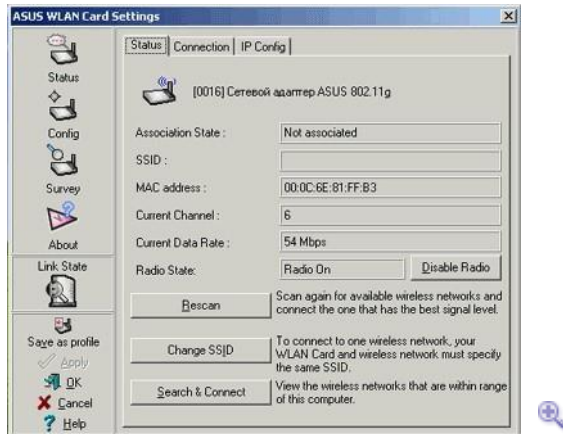 ASUS WLAN Card Settings
Status
Config
Survey
About
Link State
Save as profile
Apply
OK
Cancel
Help
Status Connection IP Config
[0016] Сетевой адаптер ASUS 802.11g
Association State : Not associated
SSID :
MAC address : 00:0C:6E:81:FF:B3
Current Channel : 6
Current Data Rate : 54 Mbps
Radio State: Radio On Disable Radio
Rescan
Scan again for available wireless networks and
connect the one that has the best signal level.
Change SSID
To connect to one wireless network, your
WLAN Card and wireless network must specify
the same SSID.
Search & Connect
View the wireless networks that are within range
of this computer.